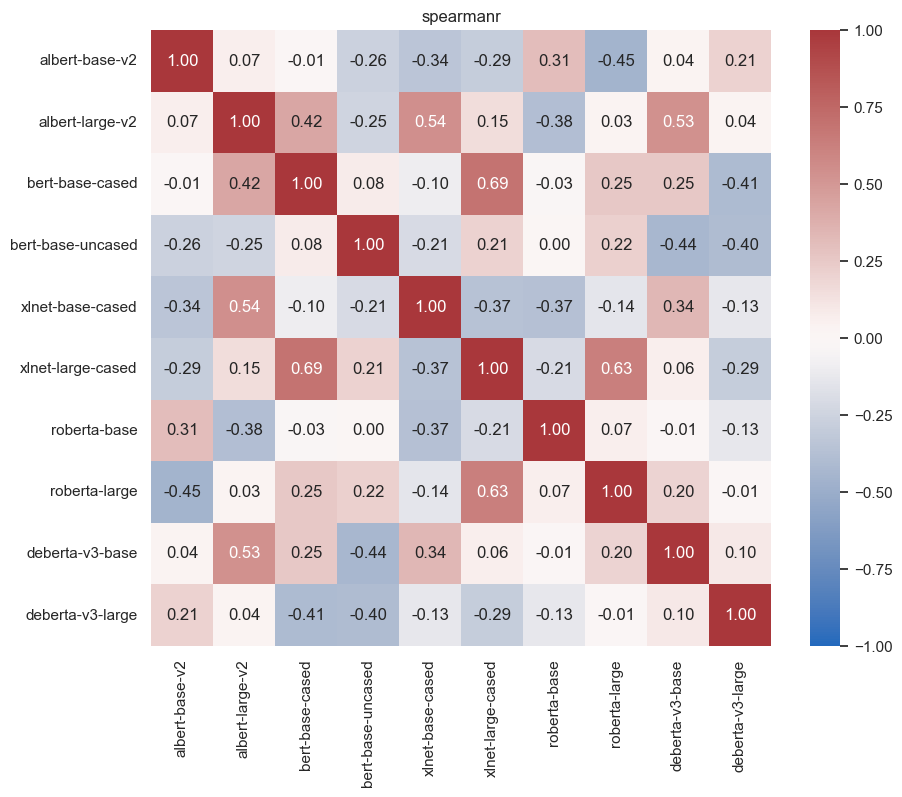 spearmanr
albert-base-v2 1.00 0.07 -0.01 -0.26 -0.34 -0.29 0.31 -0.45 0.04 0.21
albert-large-v2 0.07 1.00 0.42 -0.25 0.54 0.15 -0.38 0.03 0.53 0.04
bert-base-cased -0.01 0.42 1.00 0.08 -0.10 0.69 -0.03 0.25 0.25 -0.41
bert-base-uncased -0.26 -0.25 0.08 1.00 -0.21 0.21 0.00 0.22 -0.44 -0.40
xlnet-base-cased -0.34 0.54 -0.10 -0.21 1.00 -0.37 -0.37 -0.14 0.34 -0.13
xlnet-large-cased -0.29 0.15 0.69 0.21 -0.37 1.00 -0.21 0.63 0.06 -0.29
roberta-base 0.31 -0.38 -0.03 0.00 -0.37 -0.21 1.00 0.07 -0.01 -0.13
roberta-large -0.45 0.03 0.25 0.22 -0.14 0.63 0.07 1.00 0.20 -0.01
deberta-v3-base 0.04 0.53 0.25 -0.44 0.34 0.06 -0.01 0.20 1.00 0.10
deberta-v3-large 0.21 0.04 -0.41 -0.40 -0.13 -0.29 -0.13 -0.01 0.10 1.00
albert-base-v2
albert-large-v2
bert-base-cased
bert-base-uncased
xlnet-base-cased
xlnet-large-cased
roberta-base
roberta-large
deberta-v3-base
deberta-v3-large
1.00
0.75
0.50
0.25
0.00
−0.25
−0.50
−0.75
−1.00